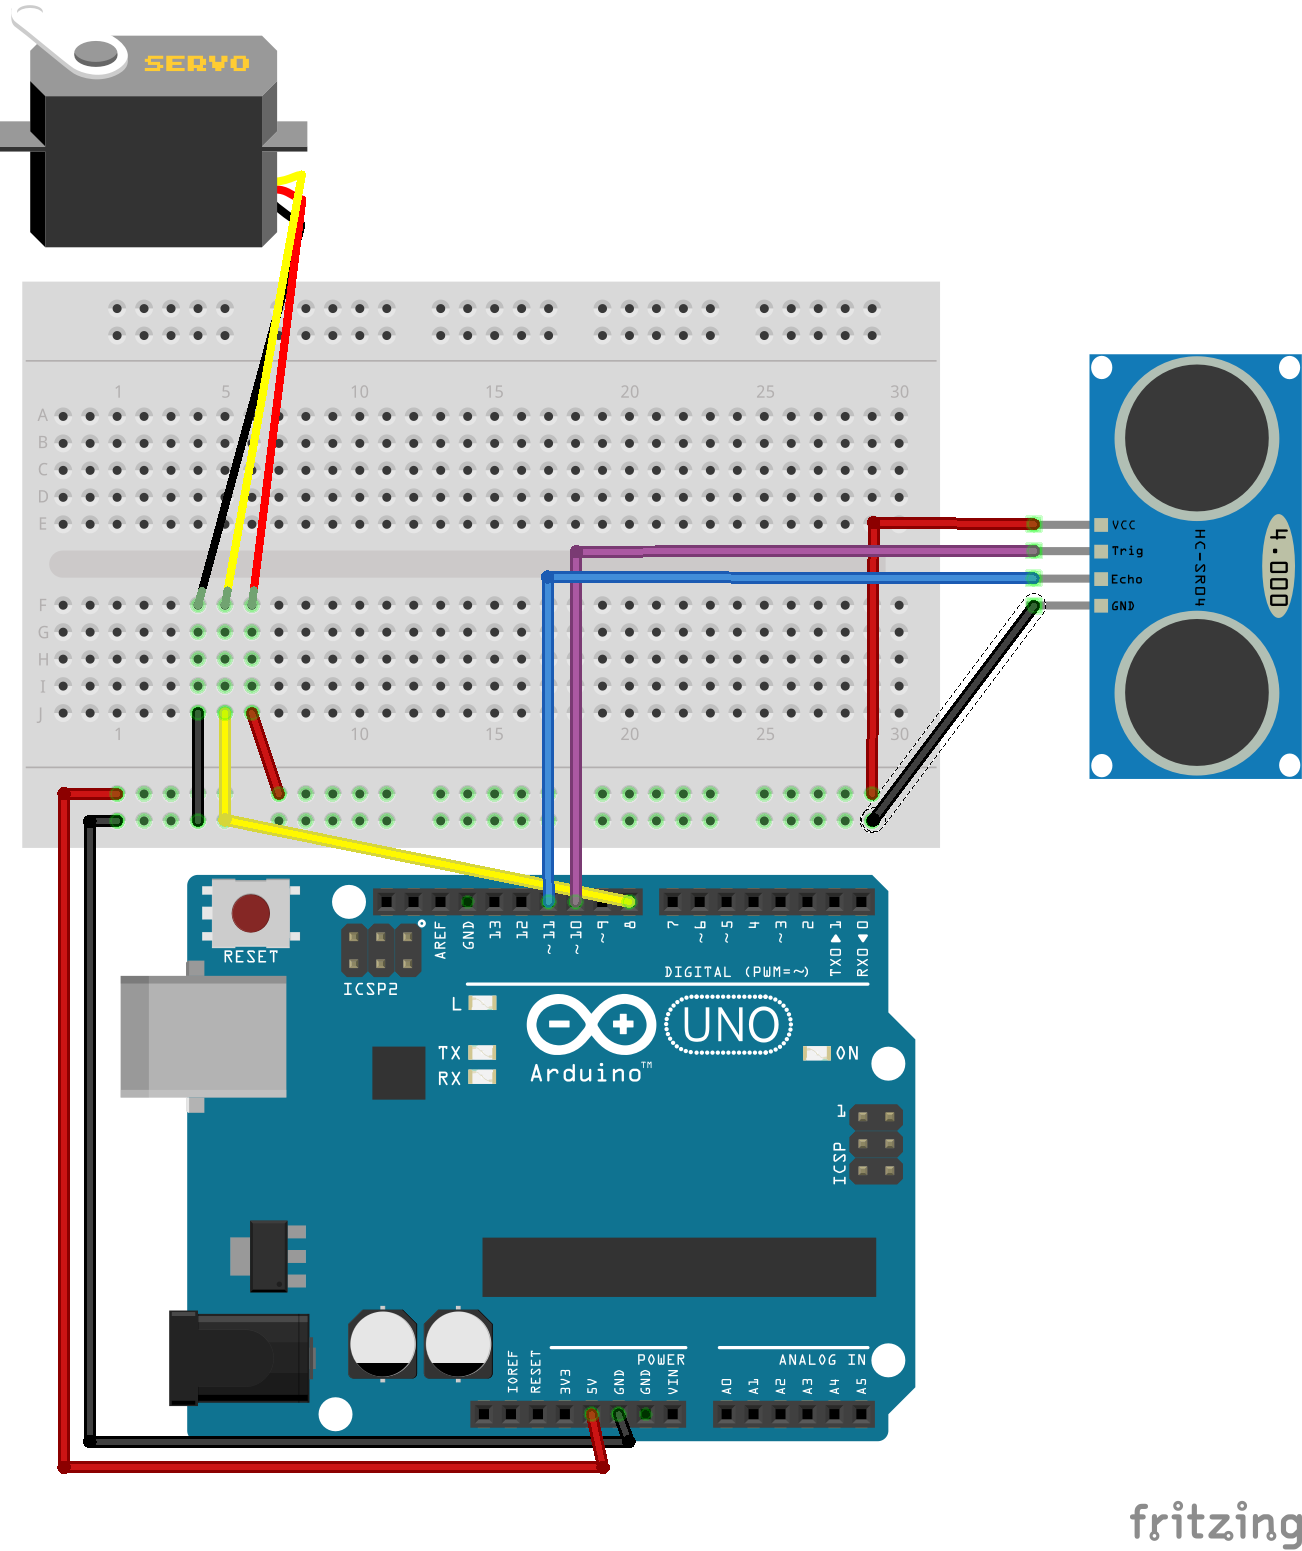 SERVO
1 5 10 15 20 25 30
A
B
C
D
E
F
G
H
I
J
1 5 10 15 20 25 30
VCC
Trig
Echo
GND
HC-SR04
4.000
RESET
ICSP2
AREF
GND
13
12
~11
~10
~9
8
7
~6
~5
4
~3
2
TX0▶1
RX0◀0
DIGITAL (PWM=~)
L
TX
RX
UNO
Arduino™
ON
1
ICSP
IOREF
RESET
3V3
5V
GND
GND
VIN
POWER
A0
A1
A2
A3
A4
A5
ANALOG IN
fritzing